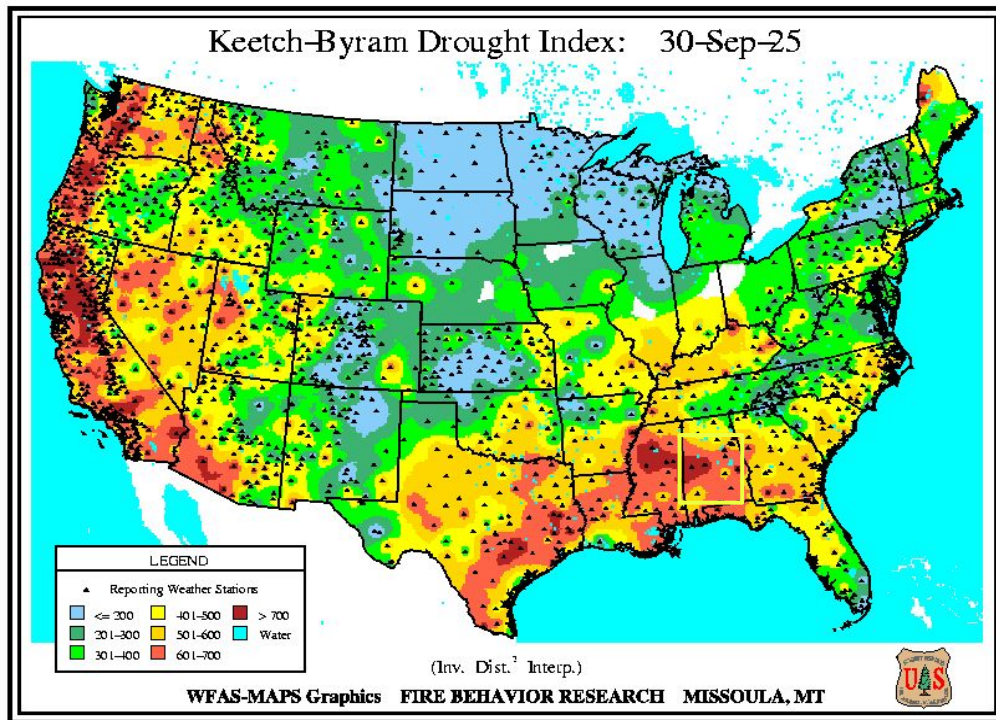 Keetch-Byram Drought Index: 30-Sep-25
LEGEND
Reporting Weather Stations
<= 200
201-300
301-400
401-500
501-600
601-700
> 700
Water
(Inv. Dist.² Interp.)
WFAS-MAPS Graphics FIRE BEHAVIOR RESEARCH MISSOULA, MT
U S